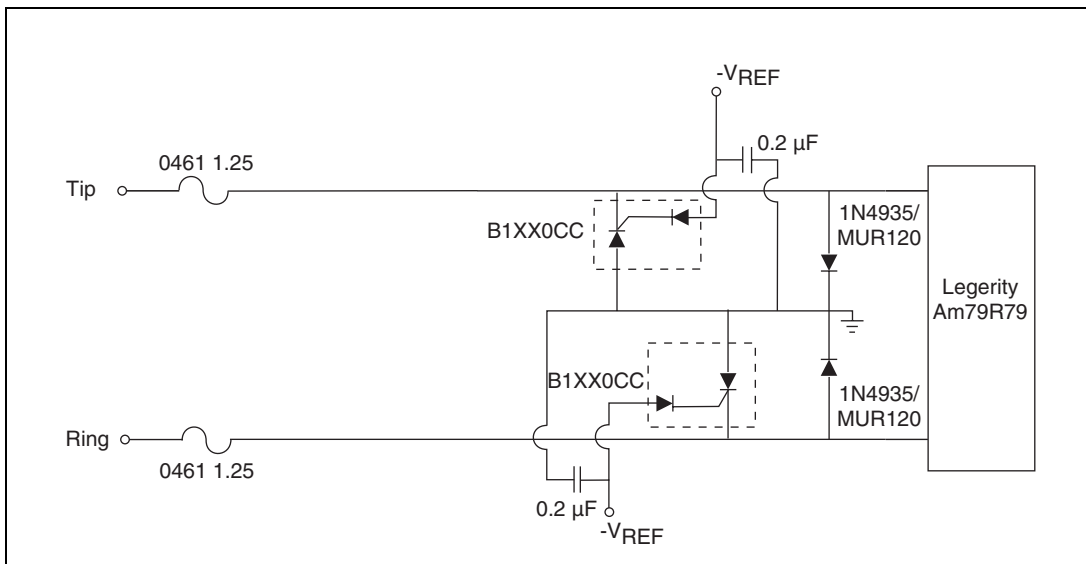 -VREF
0.2 µF
0461 1.25
Tip
B1XX0CC
1N4935/
MUR120
Legerity
Am79R79
B1XX0CC
1N4935/
MUR120
Ring
0461 1.25
0.2 µF
-VREF